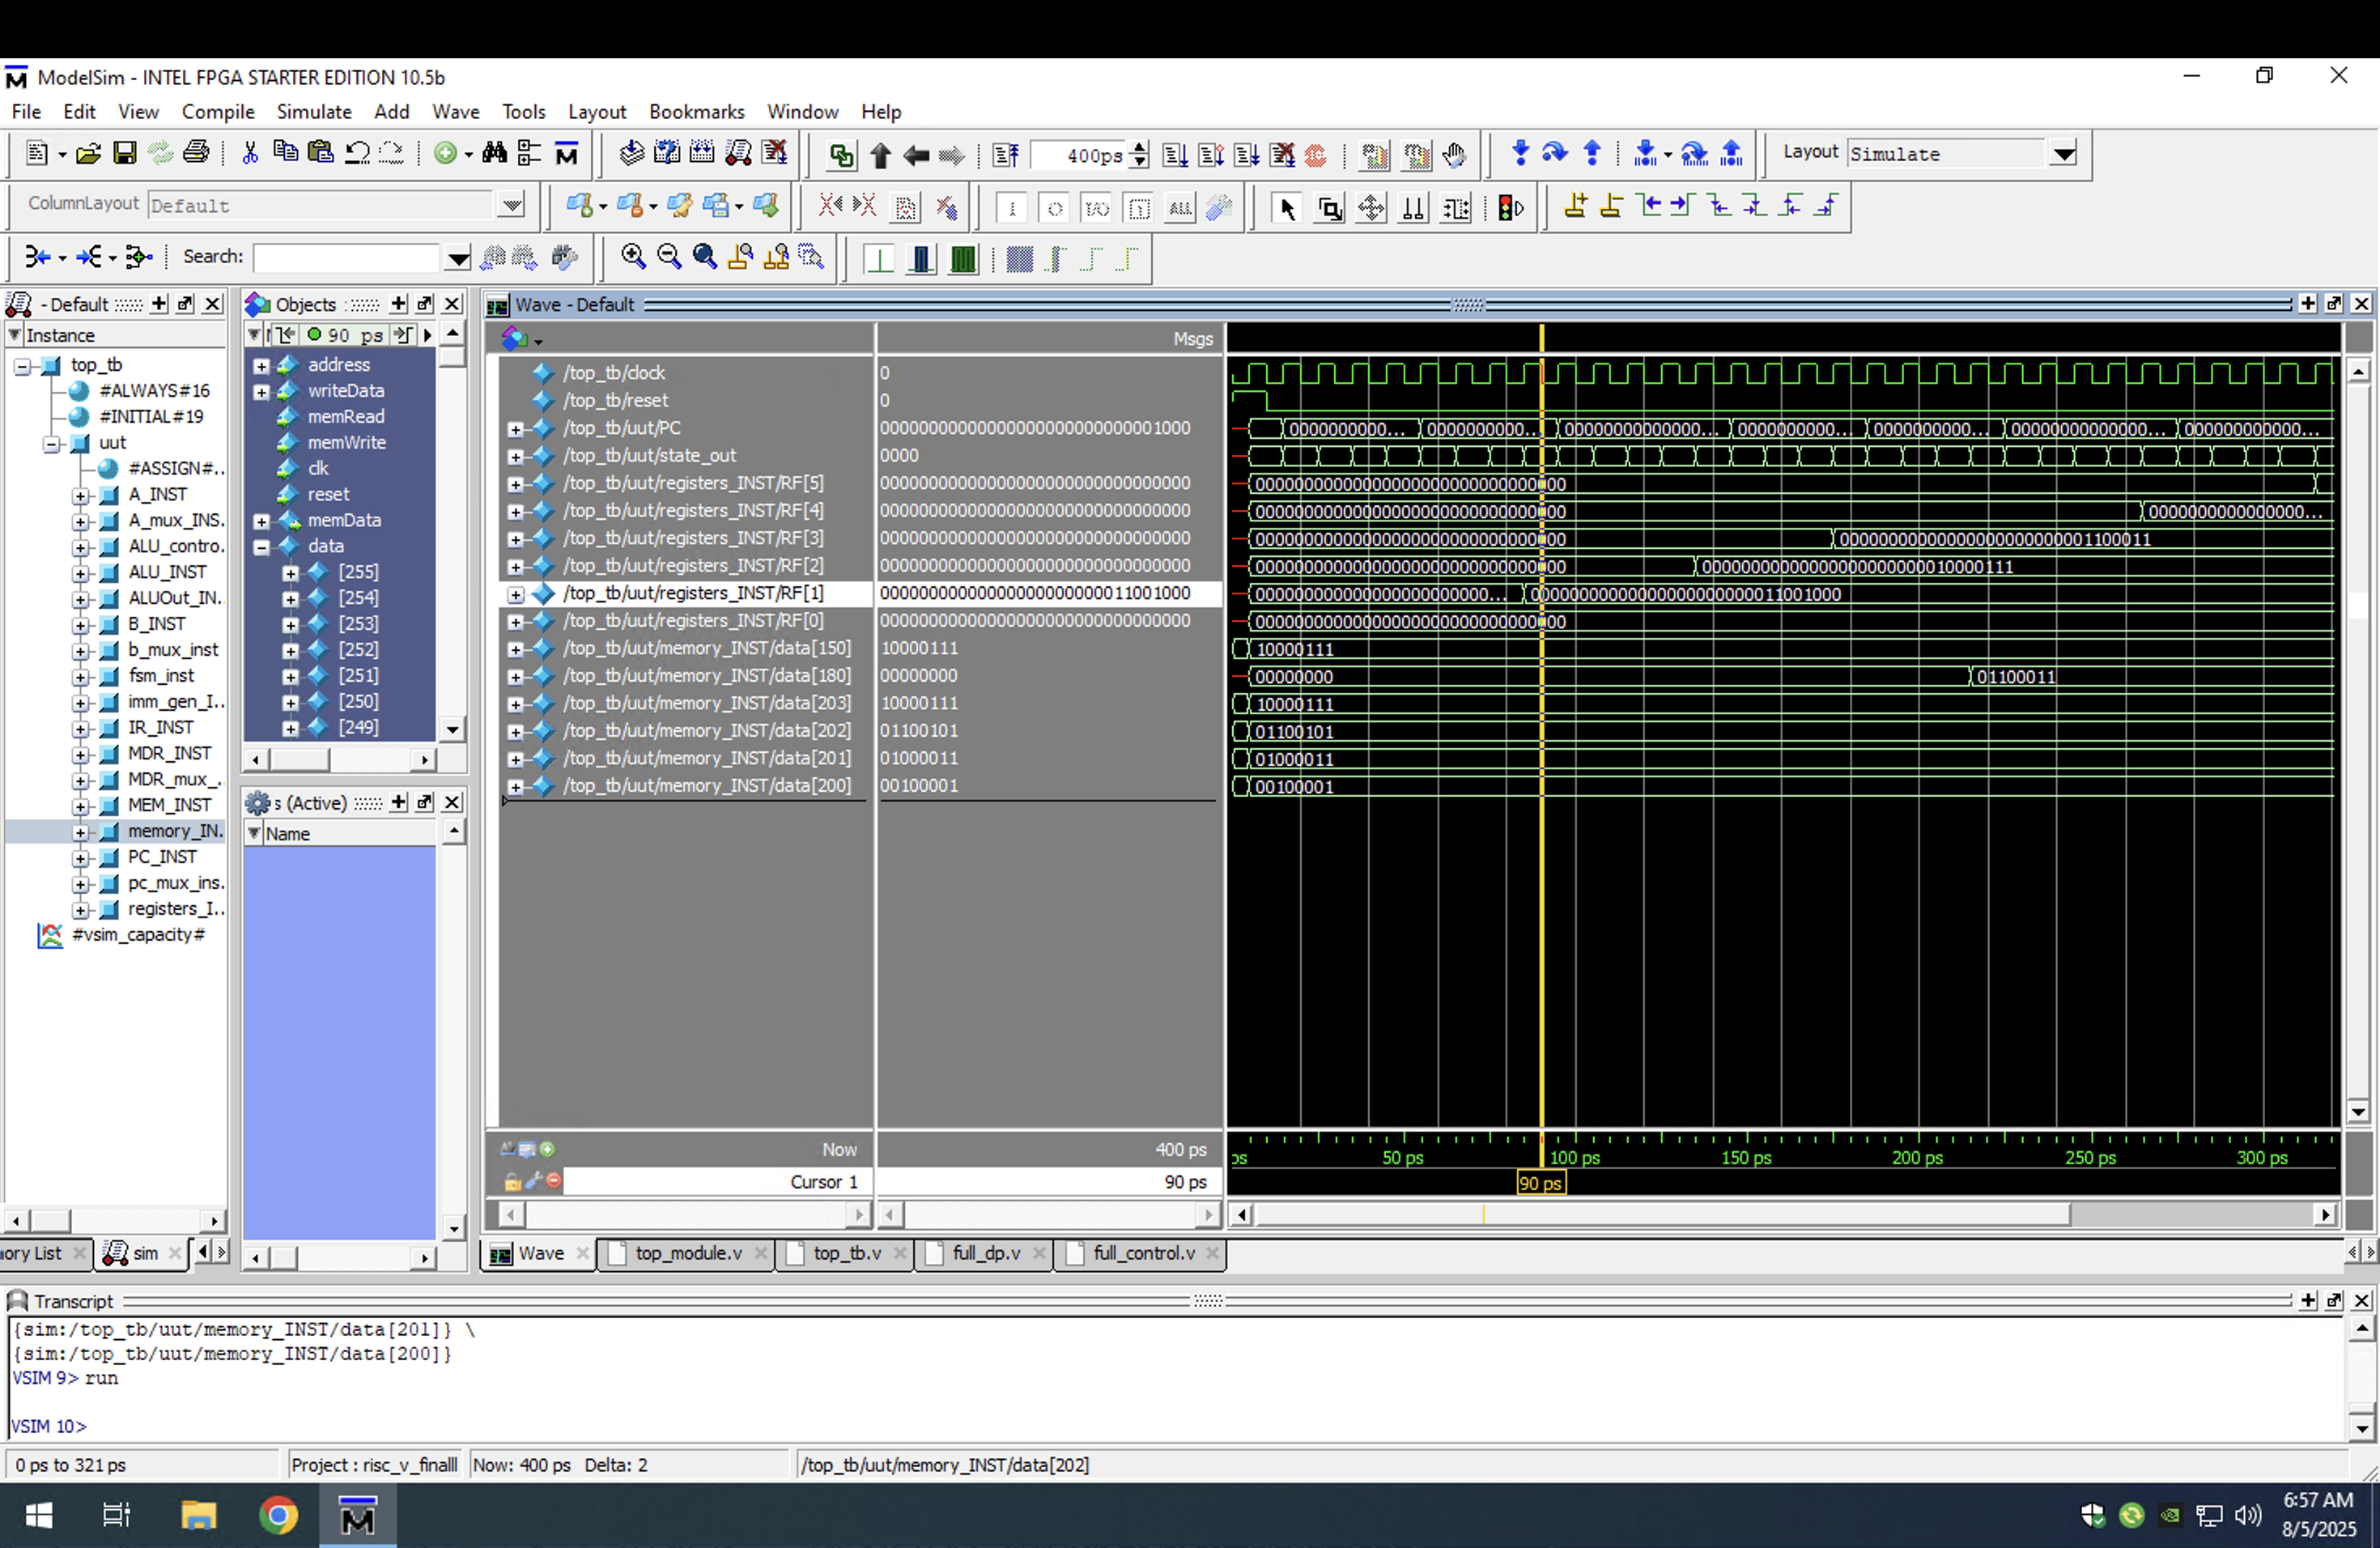 ModelSim - INTEL FPGA STARTER EDITION 10.5b
File Edit View Compile Simulate Add Wave Tools Layout Bookmarks Window Help
400ps Layout Simulate
ColumnLayout Default
I O I/O ALL
Search:
- Default Objects Wave - Default
Instance 90 ps Msgs
top_tb
#ALWAYS#16
#INITIAL#19
uut
#ASSIGN#..
A_INST
A_mux_INS.
ALU_contro.
ALU_INST
ALUOut_IN..
B_INST
b_mux_inst
fsm_inst
imm_gen_I..
IR_INST
MDR_INST
MDR_mux_..
MEM_INST
memory_IN.
PC_INST
pc_mux_ins.
registers_I..
#vsim_capacity#
address
writeData
memRead
memWrite
clk
reset
memData
data
[255]
[254]
[253]
[252]
[251]
[250]
[249]
s (Active)
Name
/top_tb/clock 0
/top_tb/reset 0
/top_tb/uut/PC 00000000000000000000000000001000 0000000000... 0000000000... 0000000000000... 0000000000... 0000000000... 0000000000000... 00000000000...
/top_tb/uut/state_out 0000
/top_tb/uut/registers_INST/RF[5] 00000000000000000000000000000000 00000000000000000000000000000000
/top_tb/uut/registers_INST/RF[4] 00000000000000000000000000000000 00000000000000000000000000000000 000000000000000...
/top_tb/uut/registers_INST/RF[3] 00000000000000000000000000000000 00000000000000000000000000000000 00000000000000000000000001100011
/top_tb/uut/registers_INST/RF[2] 00000000000000000000000000000000 00000000000000000000000000000000 00000000000000000000000010000111
/top_tb/uut/registers_INST/RF[1] 00000000000000000000000011001000 000000000000000000000000... 00000000000000000000000011001000
/top_tb/uut/registers_INST/RF[0] 00000000000000000000000000000000 00000000000000000000000000000000
/top_tb/uut/memory_INST/data[150] 10000111 10000111
/top_tb/uut/memory_INST/data[180] 00000000 00000000 01100011
/top_tb/uut/memory_INST/data[203] 10000111 10000111
/top_tb/uut/memory_INST/data[202] 01100101 01100101
/top_tb/uut/memory_INST/data[201] 01000011 01000011
/top_tb/uut/memory_INST/data[200] 00100001 00100001
Now 400 ps ps 50 ps 100 ps 150 ps 200 ps 250 ps 300 ps
Cursor 1 90 ps 90 ps
ory List sim Wave top_module.v top_tb.v full_dp.v full_control.v
Transcript
{sim:/top_tb/uut/memory_INST/data[201]} \
{sim:/top_tb/uut/memory_INST/data[200]}
VSIM 9> run
VSIM 10>
0 ps to 321 ps Project : risc_v_finalll Now: 400 ps Delta: 2 /top_tb/uut/memory_INST/data[202]
6:57 AM
8/5/2025